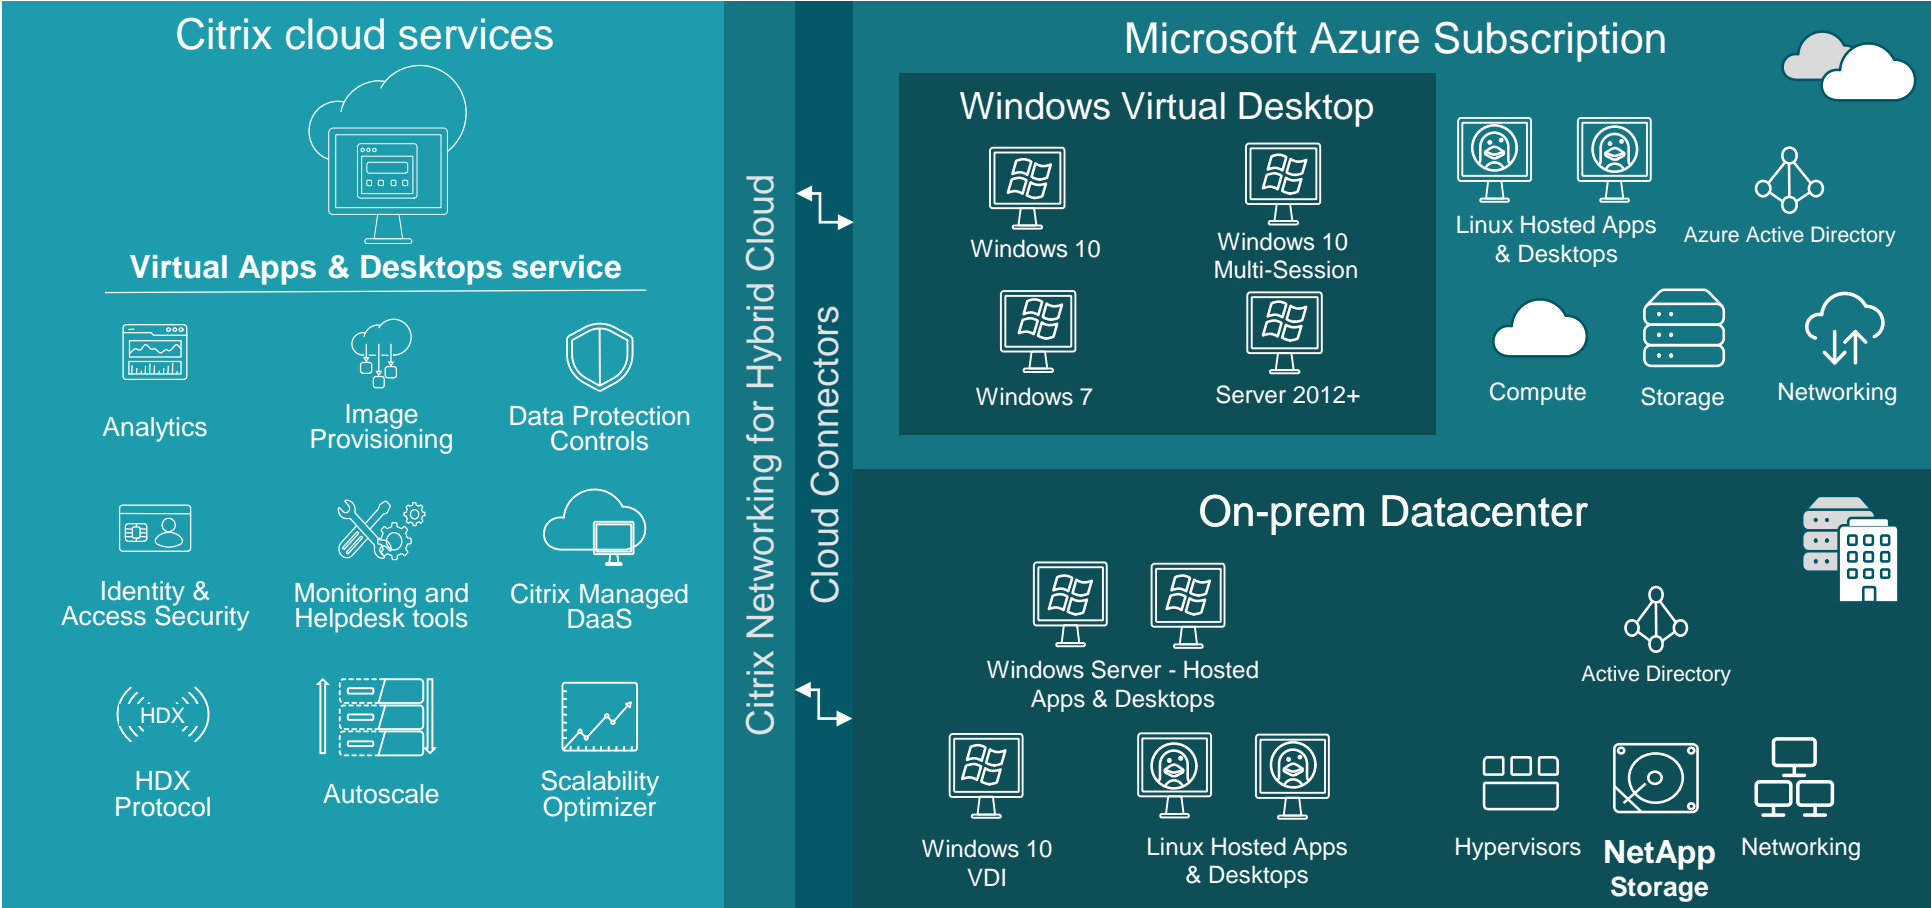 Citrix cloud services
Virtual Apps & Desktops service
Analytics
Image
Provisioning
Data Protection
Controls
Identity &
Access Security
Monitoring and
Helpdesk tools
Citrix Managed
DaaS
HDX
HDX
Protocol
Autoscale
Scalability
Optimizer
Citrix Networking for Hybrid Cloud
Cloud Connectors
Microsoft Azure Subscription
Windows Virtual Desktop
Windows 10
Windows 10
Multi-Session
Windows 7
Server 2012+
Linux Hosted Apps
& Desktops
Azure Active Directory
Compute
Storage
Networking
On-prem Datacenter
Windows Server - Hosted
Apps & Desktops
Active Directory
Windows 10
VDI
Linux Hosted Apps
& Desktops
Hypervisors
NetApp
Storage
Networking